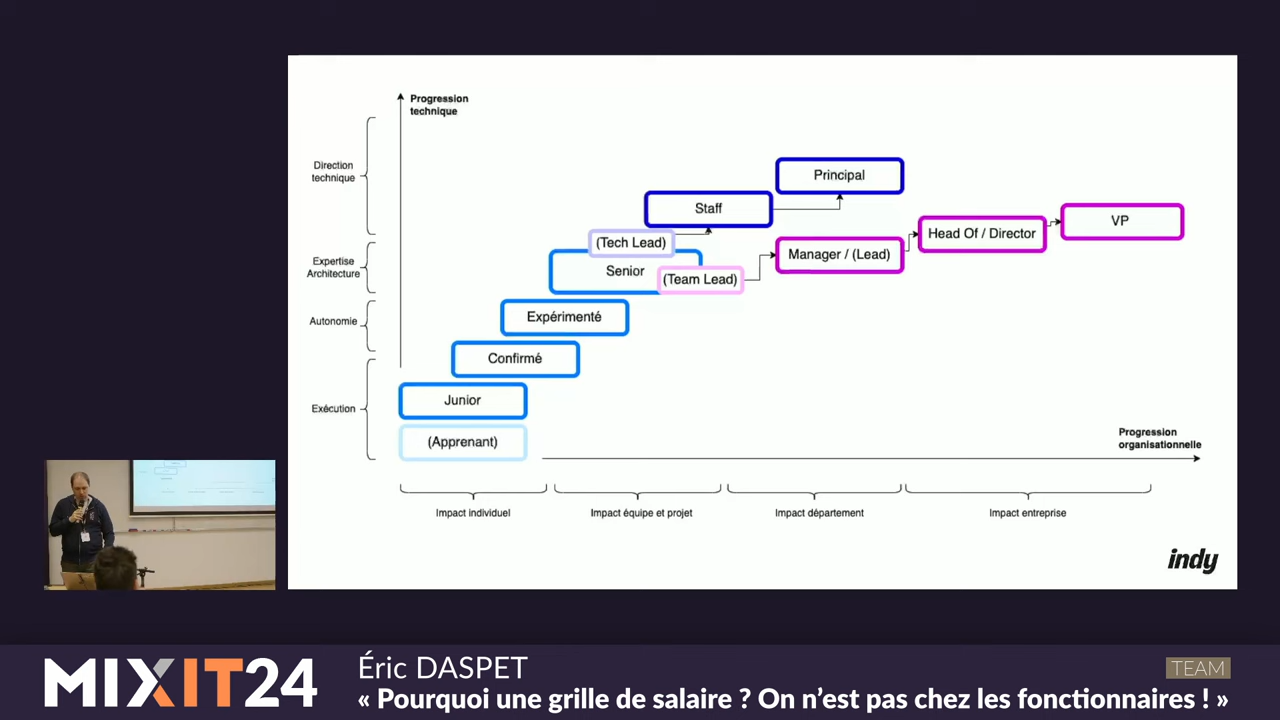 Progression
technique
Direction
technique
Principal
Staff
VP
Head Of / Director
(Tech Lead)
Manager / (Lead)
Expertise
Architecture
Senior
(Team Lead)
Autonomie
Expérimenté
Confirmé
Exécution
Junior
(Apprenant)
Progression
organisationnelle
Impact individuel
Impact équipe et projet
Impact département
Impact entreprise
indy
MIXIT24
Éric DASPET
TEAM
« Pourquoi une grille de salaire ? On n’est pas chez les fonctionnaires ! »